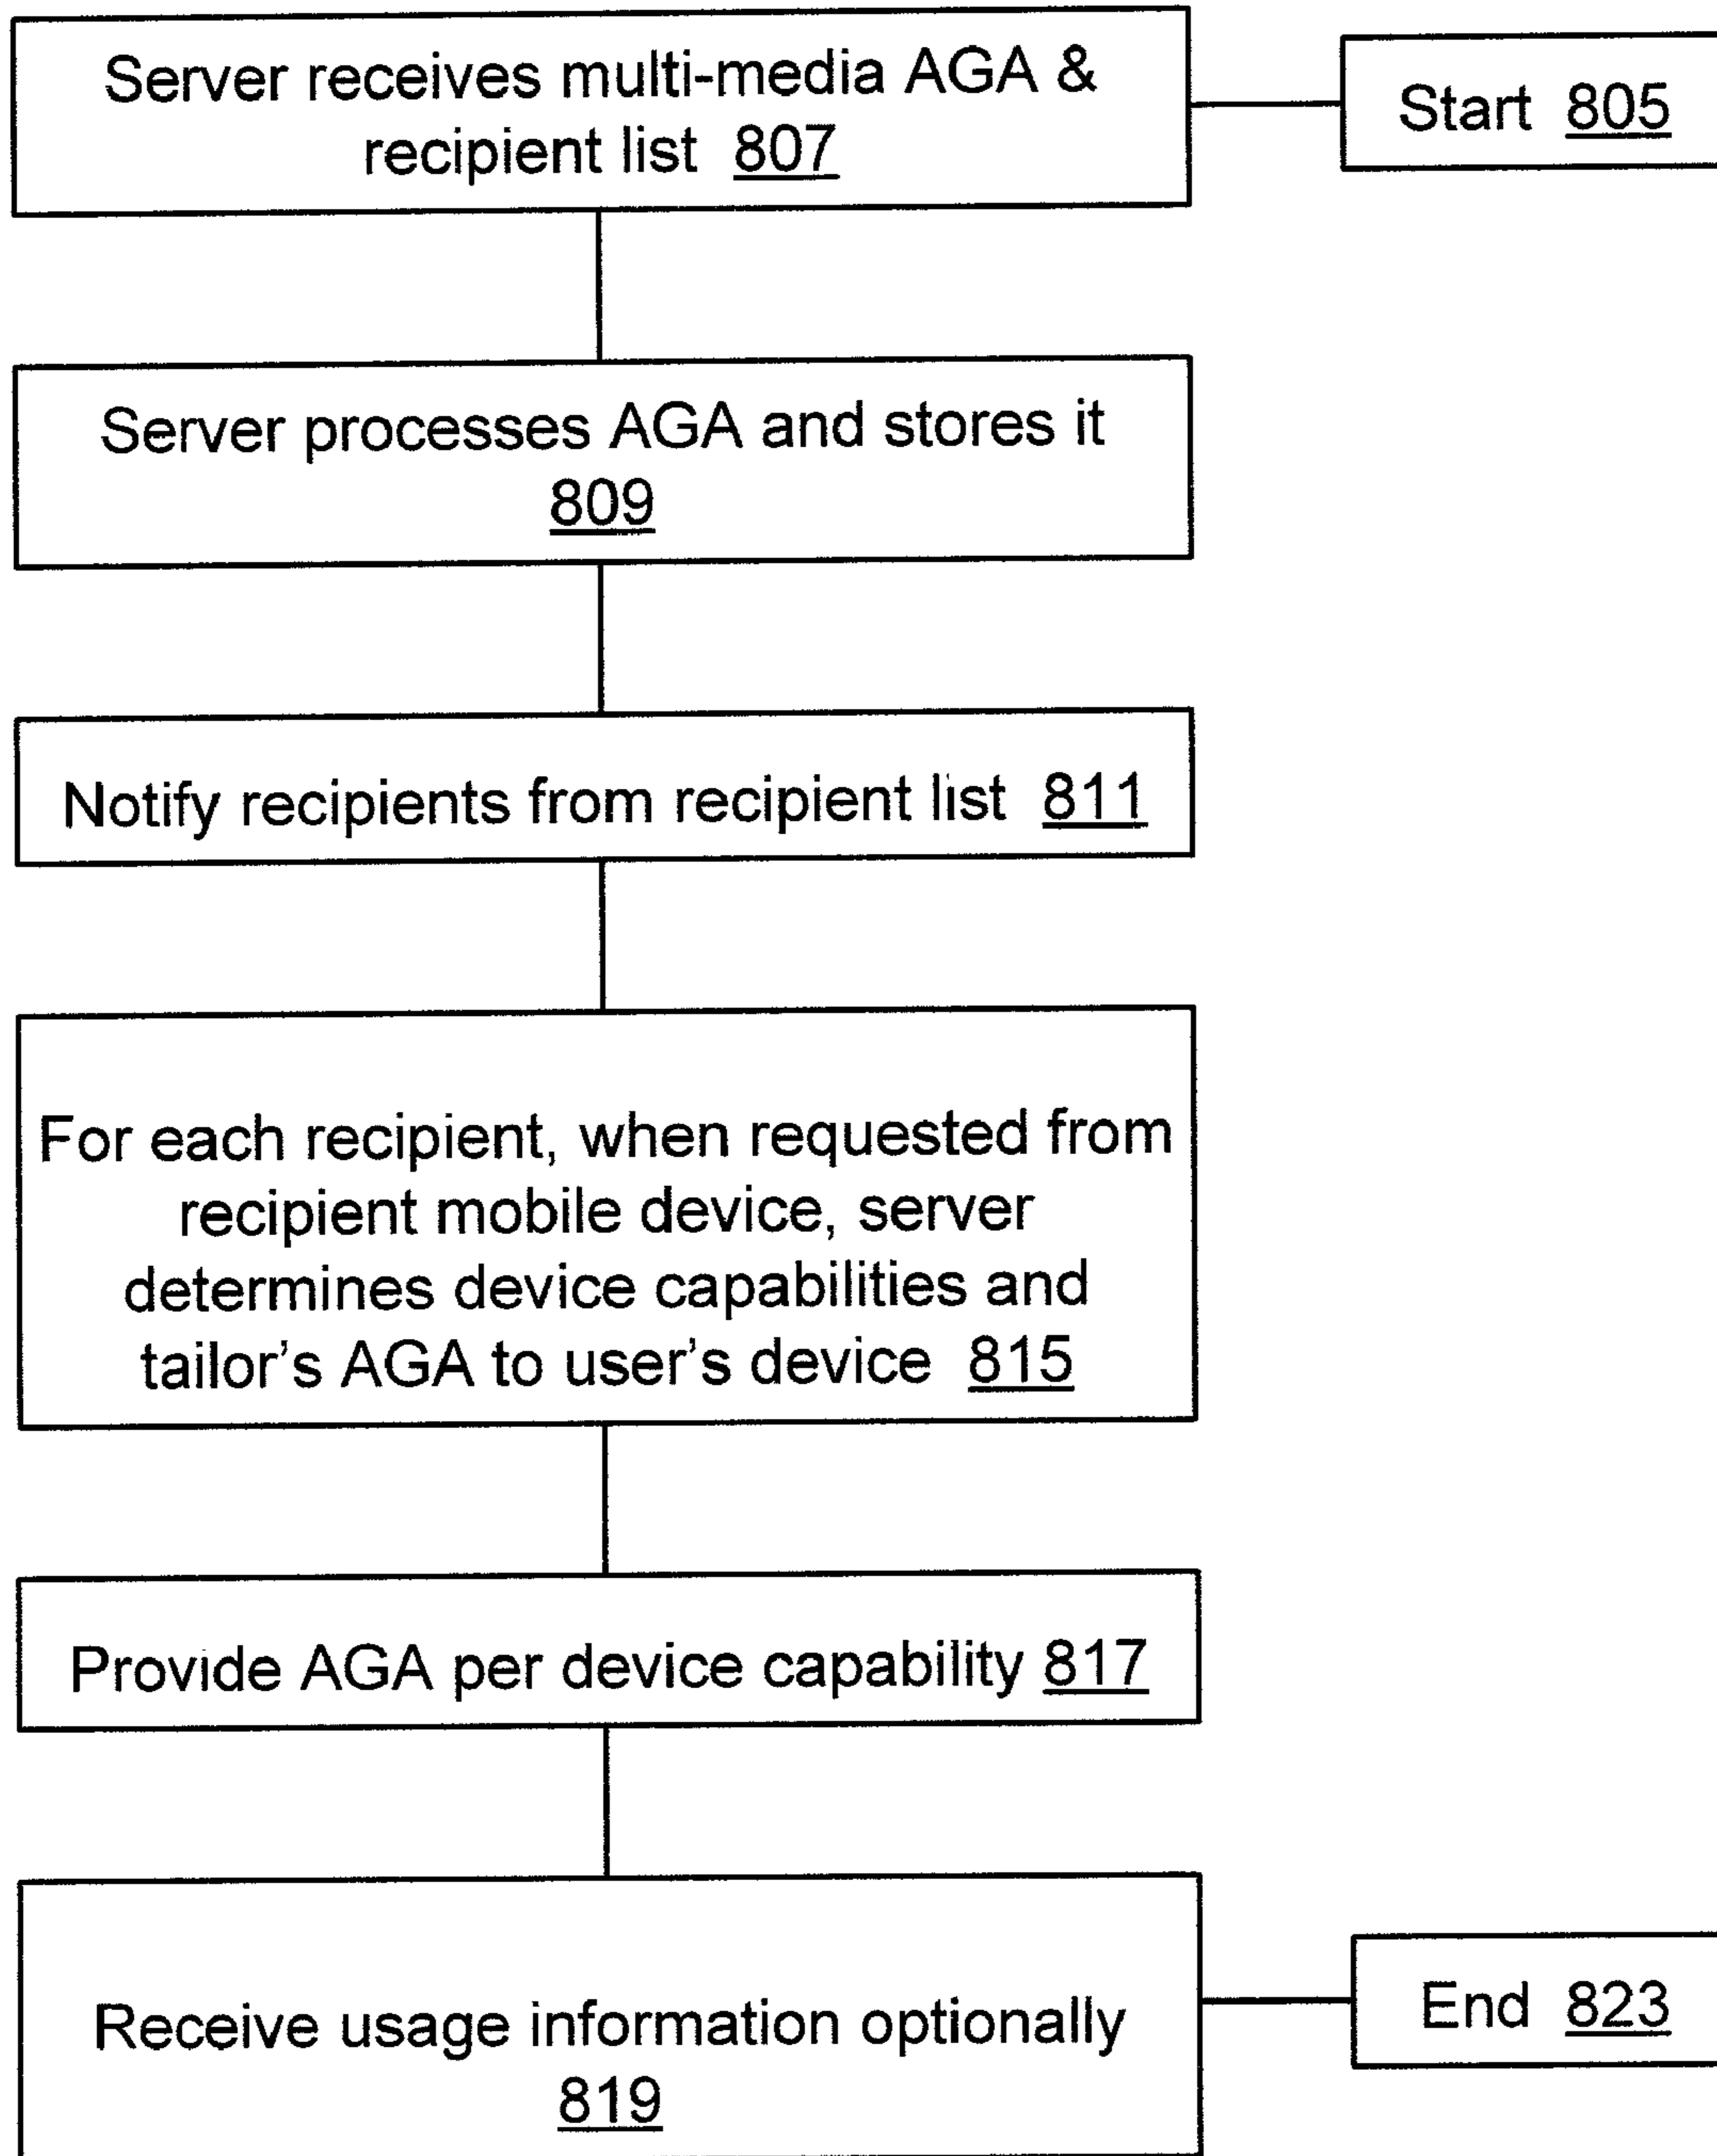 Server receives multi-media AGA &
recipient list 807
Start 805
Server processes AGA and stores it
809
Notify recipients from recipient list 811
For each recipient, when requested from
recipient mobile device, server
determines device capabilities and
tailor's AGA to user's device 815
Provide AGA per device capability 817
Receive usage information optionally
819
End 823